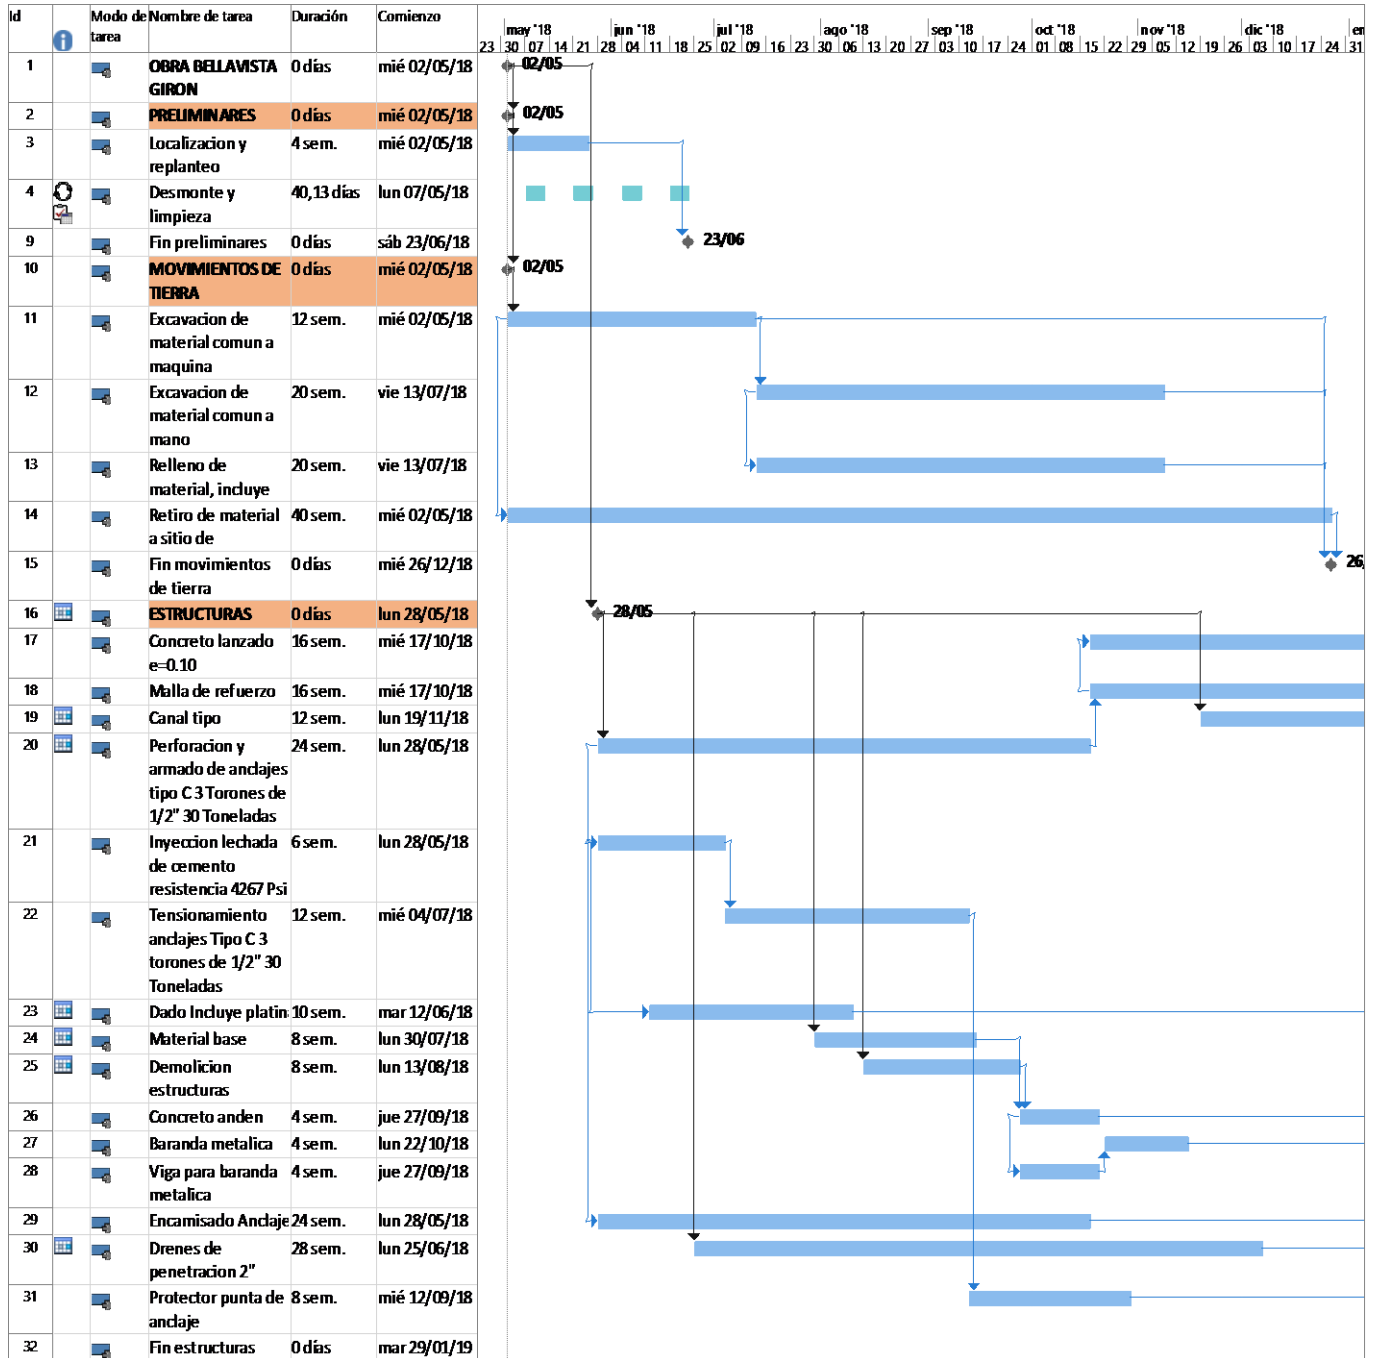 Id Modo de Nombre de tarea Duración Comienzo
tarea
may '18 jun '18 jul '18 ago '18 sep '18 oct '18 nov '18 dic '18 en
23 30 07 14 21 28 04 11 18 25 02 09 16 23 30 06 13 20 27 03 10 17 24 01 08 15 22 29 05 12 19 26 03 10 17 24 31
1 OBRA BELLAVISTA 0 días mié 02/05/18 02/05
GIRON
2 PRELIMINARES 0 días mié 02/05/18 02/05
3 Localizacion y 4 sem. mié 02/05/18
replanteo
4 Desmonte y 40,13 días lun 07/05/18
limpieza
9 Fin preliminares 0 días sáb 23/06/18 23/06
10 MOVIMIENTOS DE 0 días mié 02/05/18 02/05
TIERRA
11 Excavacion de 12 sem. mié 02/05/18
material comun a
maquina
12 Excavacion de 20 sem. vie 13/07/18
material comun a
mano
13 Relleno de 20 sem. vie 13/07/18
material, incluye
14 Retiro de material 40 sem. mié 02/05/18
a sitio de
15 Fin movimientos 0 días mié 26/12/18 26/
de tierra
16 ESTRUCTURAS 0 días lun 28/05/18 28/05
17 Concreto lanzado 16 sem. mié 17/10/18
e=0.10
18 Malla de refuerzo 16 sem. mié 17/10/18
19 Canal tipo 12 sem. lun 19/11/18
20 Perforacion y 24 sem. lun 28/05/18
armado de anclajes
tipo C 3 Torones de
1/2" 30 Toneladas
21 Inyeccion lechada 6 sem. lun 28/05/18
de cemento
resistencia 4267 Psi
22 Tensionamiento 12 sem. mié 04/07/18
anclajes Tipo C 3
torones de 1/2" 30
Toneladas
23 Dado Incluye platin 10 sem. mar 12/06/18
24 Material base 8 sem. lun 30/07/18
25 Demolicion 8 sem. lun 13/08/18
estructuras
26 Concreto anden 4 sem. jue 27/09/18
27 Baranda metalica 4 sem. lun 22/10/18
28 Viga para baranda 4 sem. jue 27/09/18
metalica
29 Encamisado Anclaje 24 sem. lun 28/05/18
30 Drenes de 28 sem. lun 25/06/18
penetracion 2"
31 Protector punta de 8 sem. mié 12/09/18
anclaje
32 Fin estructuras 0 días mar 29/01/19